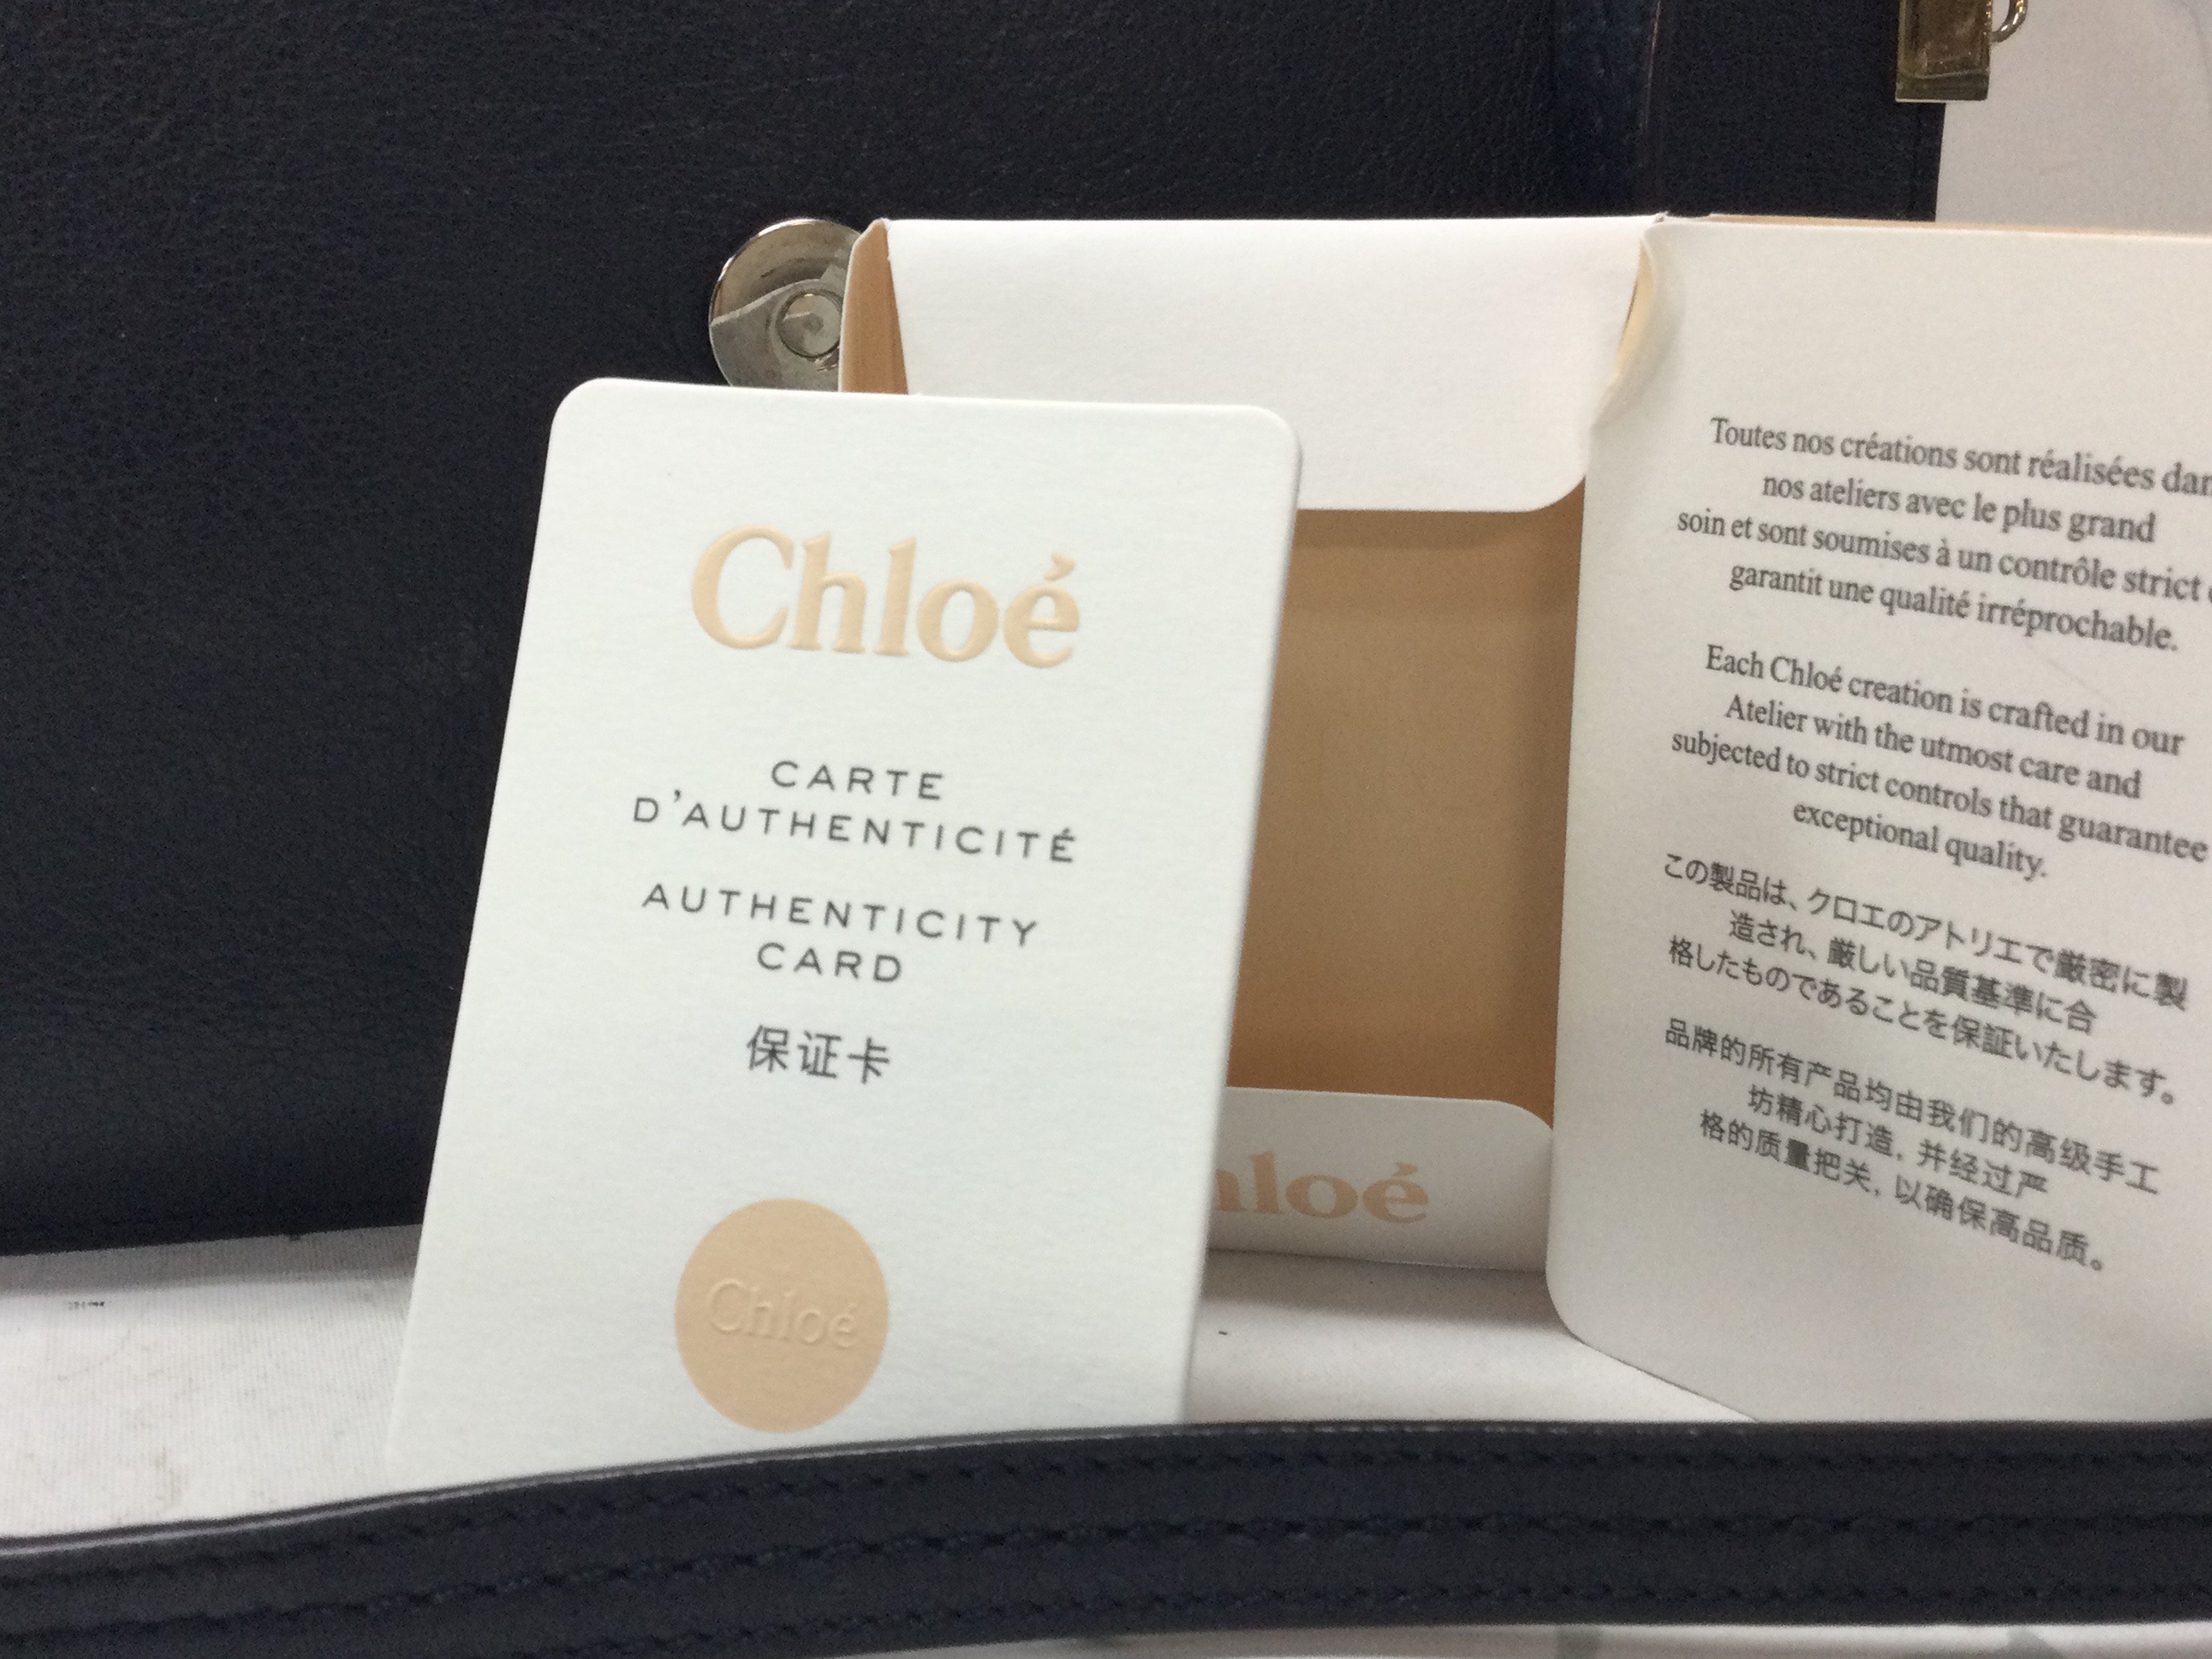 Chloé
CARTE
D'AUTHENTICITÉ
AUTHENTICITY
CARD
保证卡
Chloé
hloé
Toutes nos créations sont réalisées dan
nos ateliers avec le plus grand
soin et sont soumises à un contrôle strict
garantit une qualité irréprochable.
Each Chloé creation is crafted in our
Atelier with the utmost care and
subjected to strict controls that guarantee
exceptional quality.
この製品は、クロエのアトリエで厳密に製
造され、厳しい品質基準に合
格したものであることを保証いたします。
品牌的所有产品均由我们的高级手工
坊精心打造，并经过严
格的质量把关，以确保高品质。